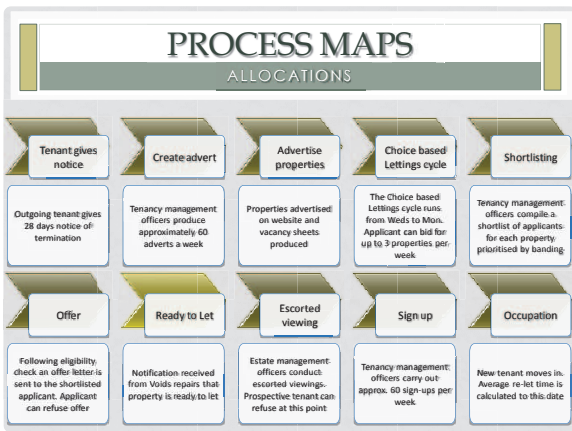 PROCESS MAPS
ALLOCATIONS
Tenant gives
notice
Outgoing tenant gives
28 days notice of
termination
Create advert
Tenancy management
officers produce
approximately 60
adverts a week
Advertise
properties
Properties advertised
on website and
vacancy sheets
produced
Choice based
Lettings cycle
The Choice based
Lettings cycle runs
from Weds to Mon.
Applicant can bid for
up to 3 properties per
week
Shortlisting
Tenancy management
officers compile a
shortlist of applicants
for each property
prioritised by banding
Offer
Following eligibility
check an offer letter is
sent to the shortlisted
applicant. Applicant
can refuse offer
Ready to Let
Notification received
from Voids repairs that
property is ready to let
Escorted
viewing
Estate management
officers conduct
escorted viewings.
Prospective tenant can
refuse at this point
Sign up
Tenancy management
officers carry out
approx. 60 sign-ups per
week
Occupation
New tenant moves in.
Average re-let time is
calculated to this date